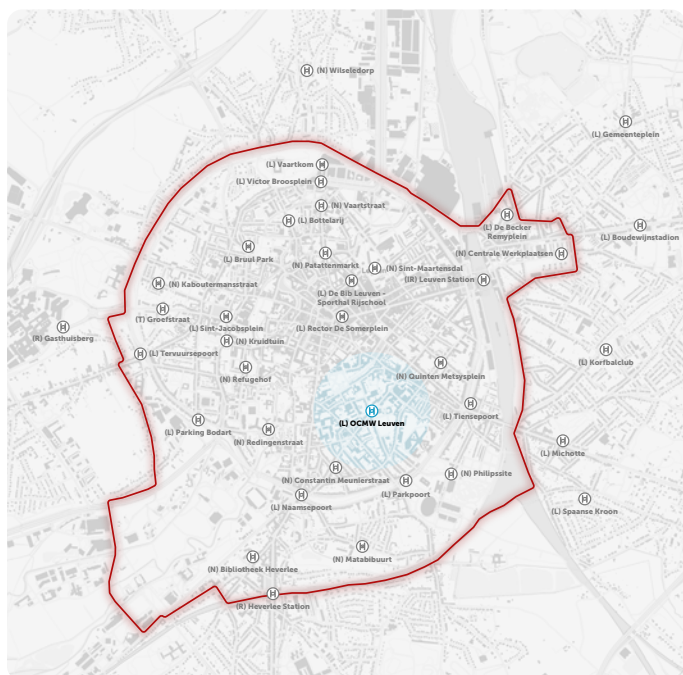 (N) Wilseledorp
(L) Gemeenteplein
(L) Vaartkom
(L) Victor Broosplein
(N) Vaartstraat
(L) Bottelarij
(L) De Becker
Remyplein
(L) Boudewijnstadion
(L) Bruul Park
(N) Palattenmarkt
(N) Sint-Maartensdal
(N) Centrale Werkplaatsen
(IR) Leuven Station
(N) Kaboutermansstraat
(L) De Bib Leuven -
Sporthal Rijschool
(T) Groefstraat
(L) Sint-Jacobsplein
(L) Rector De Somerplein
(R) Gasthuisberg
(N) Kruidtuin
(L) Tervuursepoort
(N) Refugehof
(N) Quinten Metsysplein
(L) Korfbalclub
(L) OCMW Leuven
(L) Tiensepoort
(L) Parking Bodart
(N) Redingenstraat
(L) Michotte
(N) Constantin Meunierstraat
(N) Philipssite
(L) Parkpoort
(L) Naamsepoort
(L) Spaanse Kroon
(N) Matabibuurt
(N) Bibliotheek Heverlee
(R) Heverlee Station